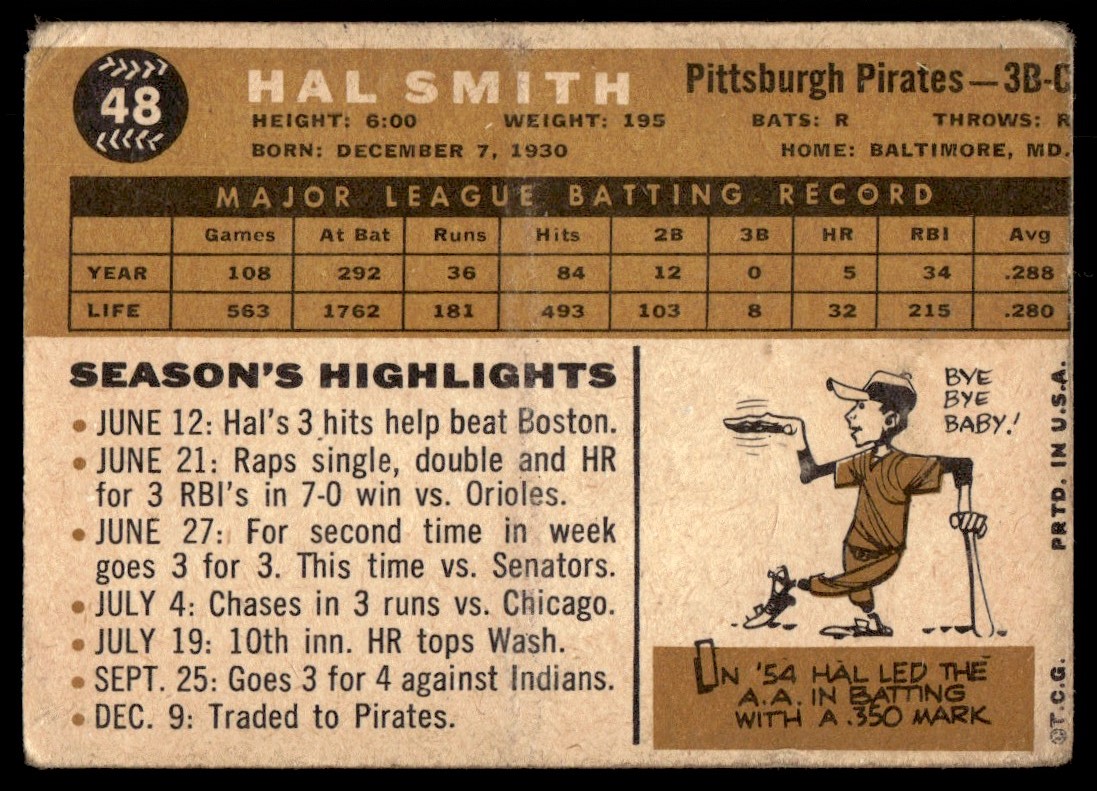 48
HAL SMITH
Pittsburgh Pirates — 3B-C
HEIGHT: 6:00 WEIGHT: 195 BATS: R THROWS: R
BORN: DECEMBER 7, 1930 HOME: BALTIMORE, MD.
MAJOR LEAGUE BATTING RECORD
Games At Bat Runs Hits 2B 3B HR RBI Avg
YEAR 108 292 36 84 12 0 5 34 .288
LIFE 563 1762 181 493 103 8 32 215 .280
SEASON'S HIGHLIGHTS
• JUNE 12: Hal's 3 hits help beat Boston.
• JUNE 21: Raps single, double and HR
for 3 RBI's in 7-0 win vs. Orioles.
• JUNE 27: For second time in week
goes 3 for 3. This time vs. Senators.
• JULY 4: Chases in 3 runs vs. Chicago.
• JULY 19: 10th inn. HR tops Wash.
• SEPT. 25: Goes 3 for 4 against Indians.
• DEC. 9: Traded to Pirates.
BYE
BYE
BABY!
ON '54 HAL LED THE
A.A. IN BATTING
WITH A .350 MARK
©T.C.G. PRTD. IN U.S.A.